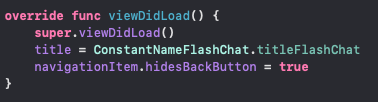 override func viewDidLoad() {
    super.viewDidLoad()
    title = ConstantNameFlashChat.titleFlashChat
    navigationItem.hidesBackButton = true
}